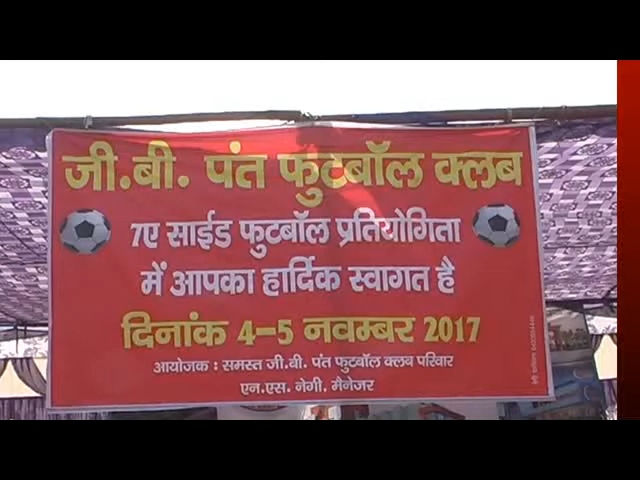 जी.बी. पंत फुटबॉल क्लब
7ए साईड फुटबॉल प्रतियोगिता
में आपका हार्दिक स्वागत है
दिनांक 4-5 नवम्बर 2017
आयोजक : समस्त जी.बी. पंत फुटबॉल क्लब परिवार
एन.एस. नेगी, मैनेजर